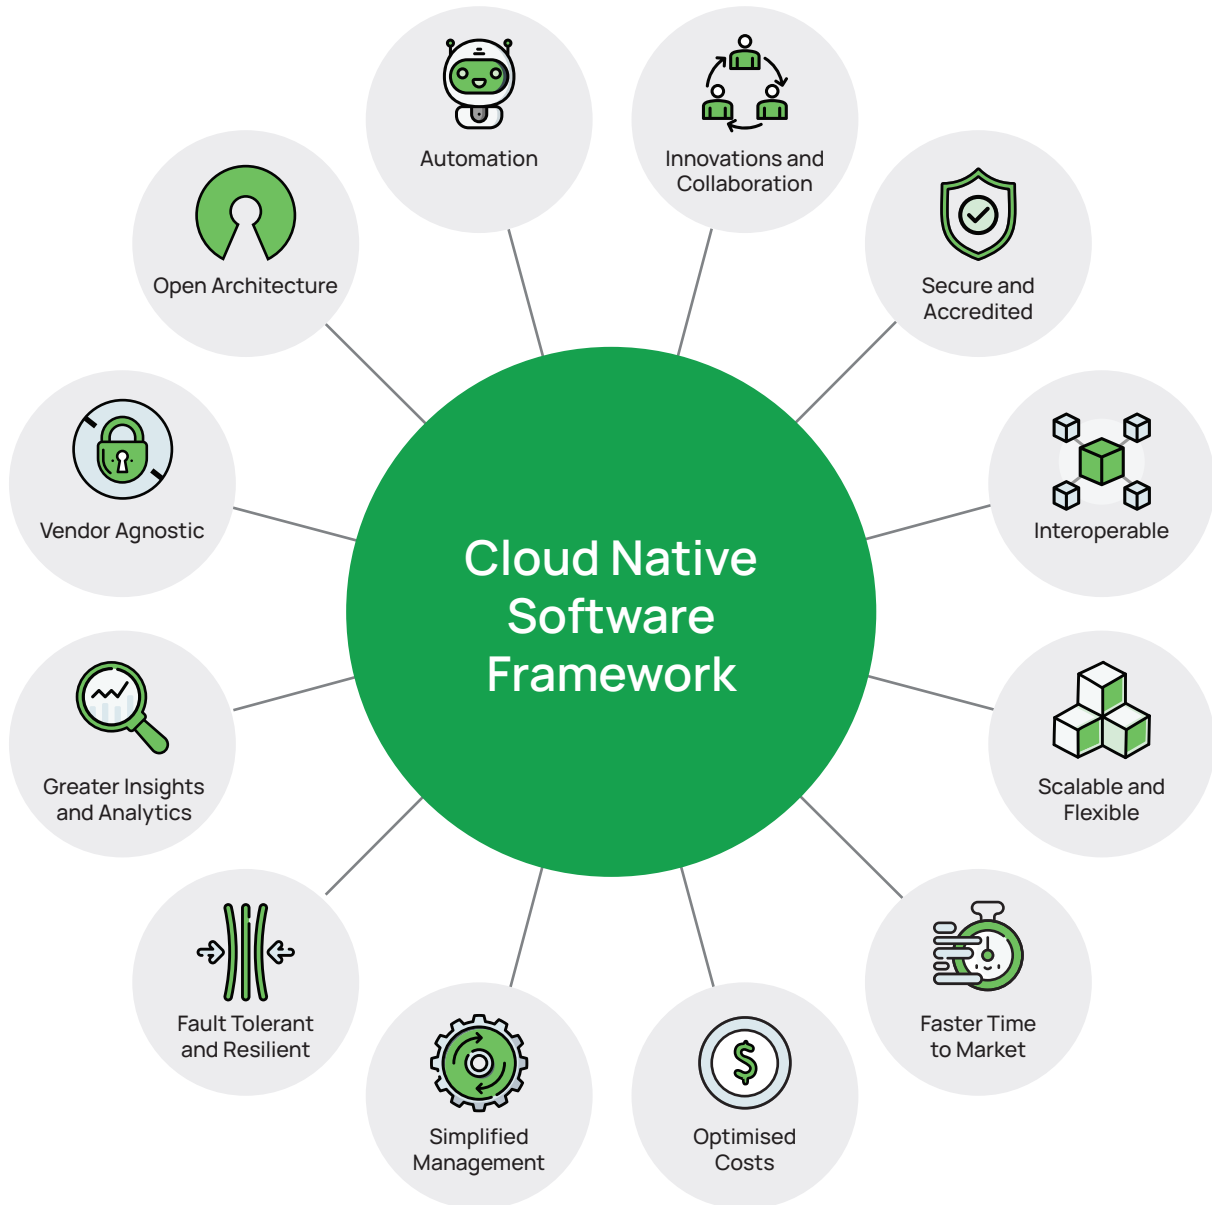 Automation
Innovations and
Collaboration
Secure and
Accredited
Open Architecture
Vendor Agnostic
Interoperable
Cloud Native
Software
Framework
Greater Insights
and Analytics
Scalable and
Flexible
Fault Tolerant
and Resilient
Faster Time
to Market
Simplified
Management
Optimised
Costs